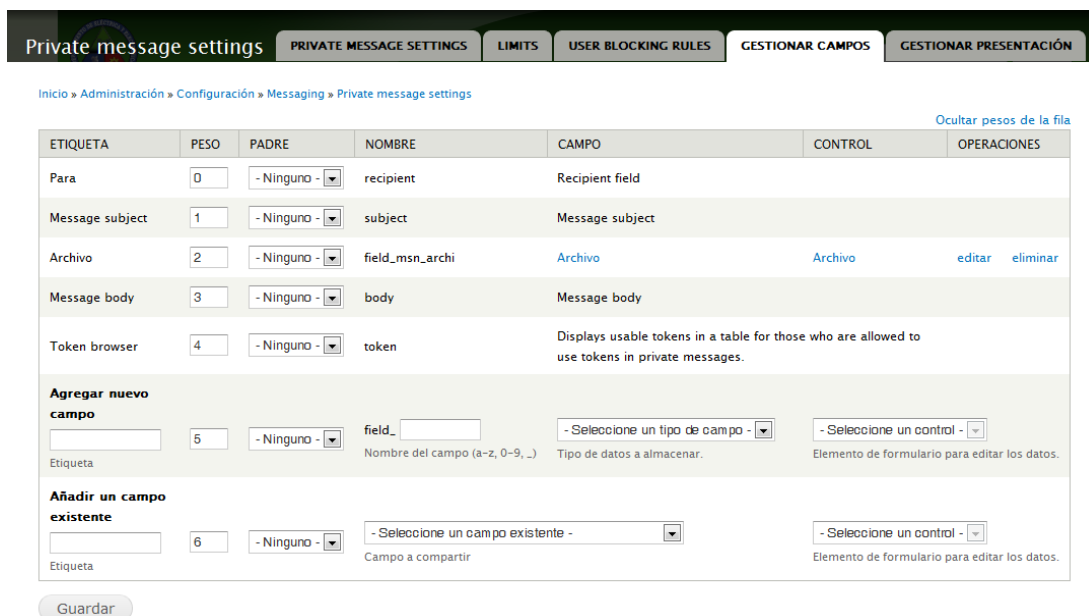 Private message settings PRIVATE MESSAGE SETTINGS LIMITS USER BLOCKING RULES GESTIONAR CAMPOS GESTIONAR PRESENTACIÓN
Inicio » Administración » Configuración » Messaging » Private message settings
Ocultar pesos de la fila
ETIQUETA PESO PADRE NOMBRE CAMPO CONTROL OPERACIONES
Para 0 - Ninguno - recipient Recipient field
Message subject 1 - Ninguno - subject Message subject
Archivo 2 - Ninguno - field_msn_archi Archivo Archivo editar eliminar
Message body 3 - Ninguno - body Message body
Token browser 4 - Ninguno - token Displays usable tokens in a table for those who are allowed to
use tokens in private messages.
Agregar nuevo
campo
5 - Ninguno - field_ - Seleccione un tipo de campo - - Seleccione un control -
Etiqueta Nombre del campo (a-z, 0-9, _) Tipo de datos a almacenar. Elemento de formulario para editar los datos.
Añadir un campo
existente
6 - Ninguno - - Seleccione un campo existente - - Seleccione un control -
Etiqueta Campo a compartir Elemento de formulario para editar los datos.
Guardar